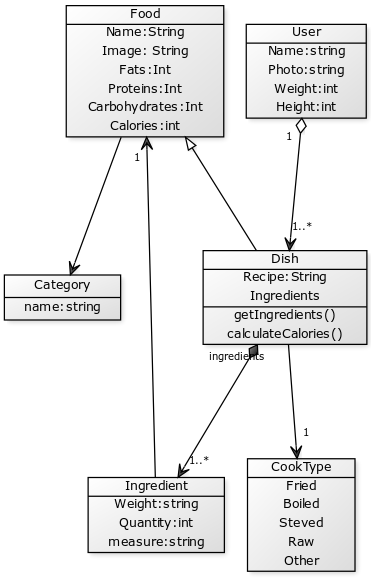 Food
Name:String
Image: String
Fats:Int
Proteins:Int
Carbohydrates:Int
Calories:int
User
Name:string
Photo:string
Weight:int
Height:int
1
1
1..*
Dish
Recipe:String
Ingredients
getIngredients()
calculateCalories()
Category
name:string
ingredients
1..*
1
Ingredient
Weight:string
Quantity:int
measure:string
CookType
Fried
Boiled
Steved
Raw
Other